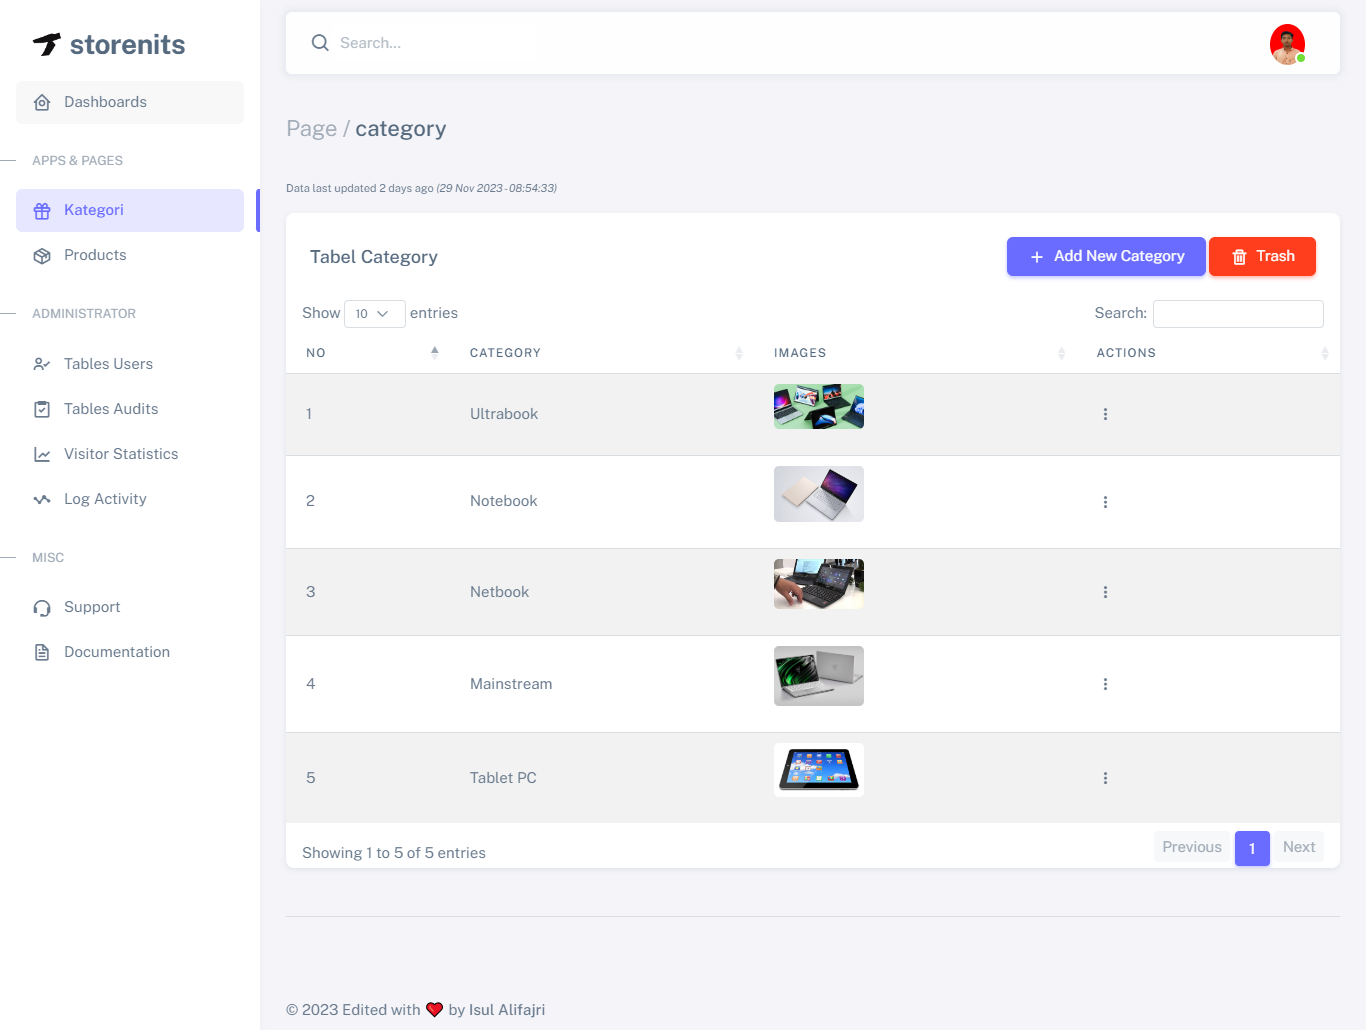 storenits
Search...
Dashboards
Page / category
APPS & PAGES
Data last updated 2 days ago (29 Nov 2023 - 08:54:33)
Kategori
Products
Tabel Category
Add New Category
Trash
ADMINISTRATOR
Show 10 entries
Search:
Tables Users
Tables Audits
Visitor Statistics
Log Activity
NO CATEGORY IMAGES ACTIONS
1 Ultrabook
2 Notebook
3 Netbook
4 Mainstream
5 Tablet PC
MISC
Support
Documentation
Showing 1 to 5 of 5 entries
Previous 1 Next
© 2023 Edited with ❤️ by Isul Alifajri